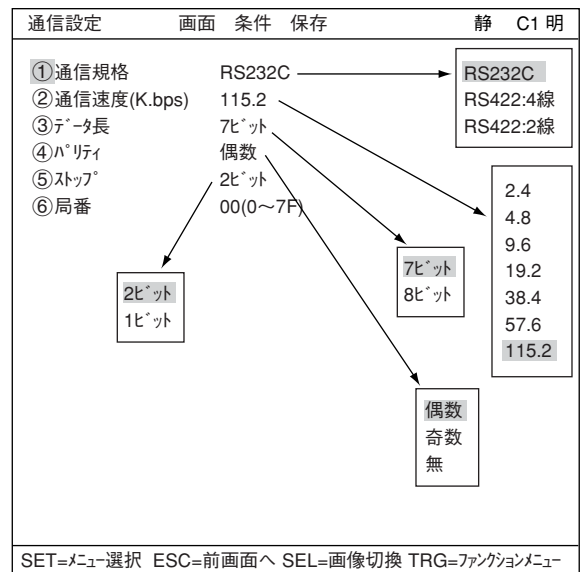 通信設定 画面 条件 保存 静 C1 明
①通信規格 RS232C
②通信速度(K.bps) 115.2
③ﾃﾞｰﾀ長 7ﾋﾞｯﾄ
④ﾊﾟﾘﾃｨ 偶数
⑤ｽﾄｯﾌﾟ 2ﾋﾞｯﾄ
⑥局番 00(0～7F)
RS232C
RS422:4線
RS422:2線
2.4
4.8
9.6
19.2
38.4
57.6
115.2
7ﾋﾞｯﾄ
8ﾋﾞｯﾄ
2ﾋﾞｯﾄ
1ﾋﾞｯﾄ
偶数
奇数
無
SET=ﾒﾆｭｰ選択 ESC=前画面へ SEL=画像切換 TRG=ﾌｧﾝｸｼｮﾝﾒﾆｭｰ